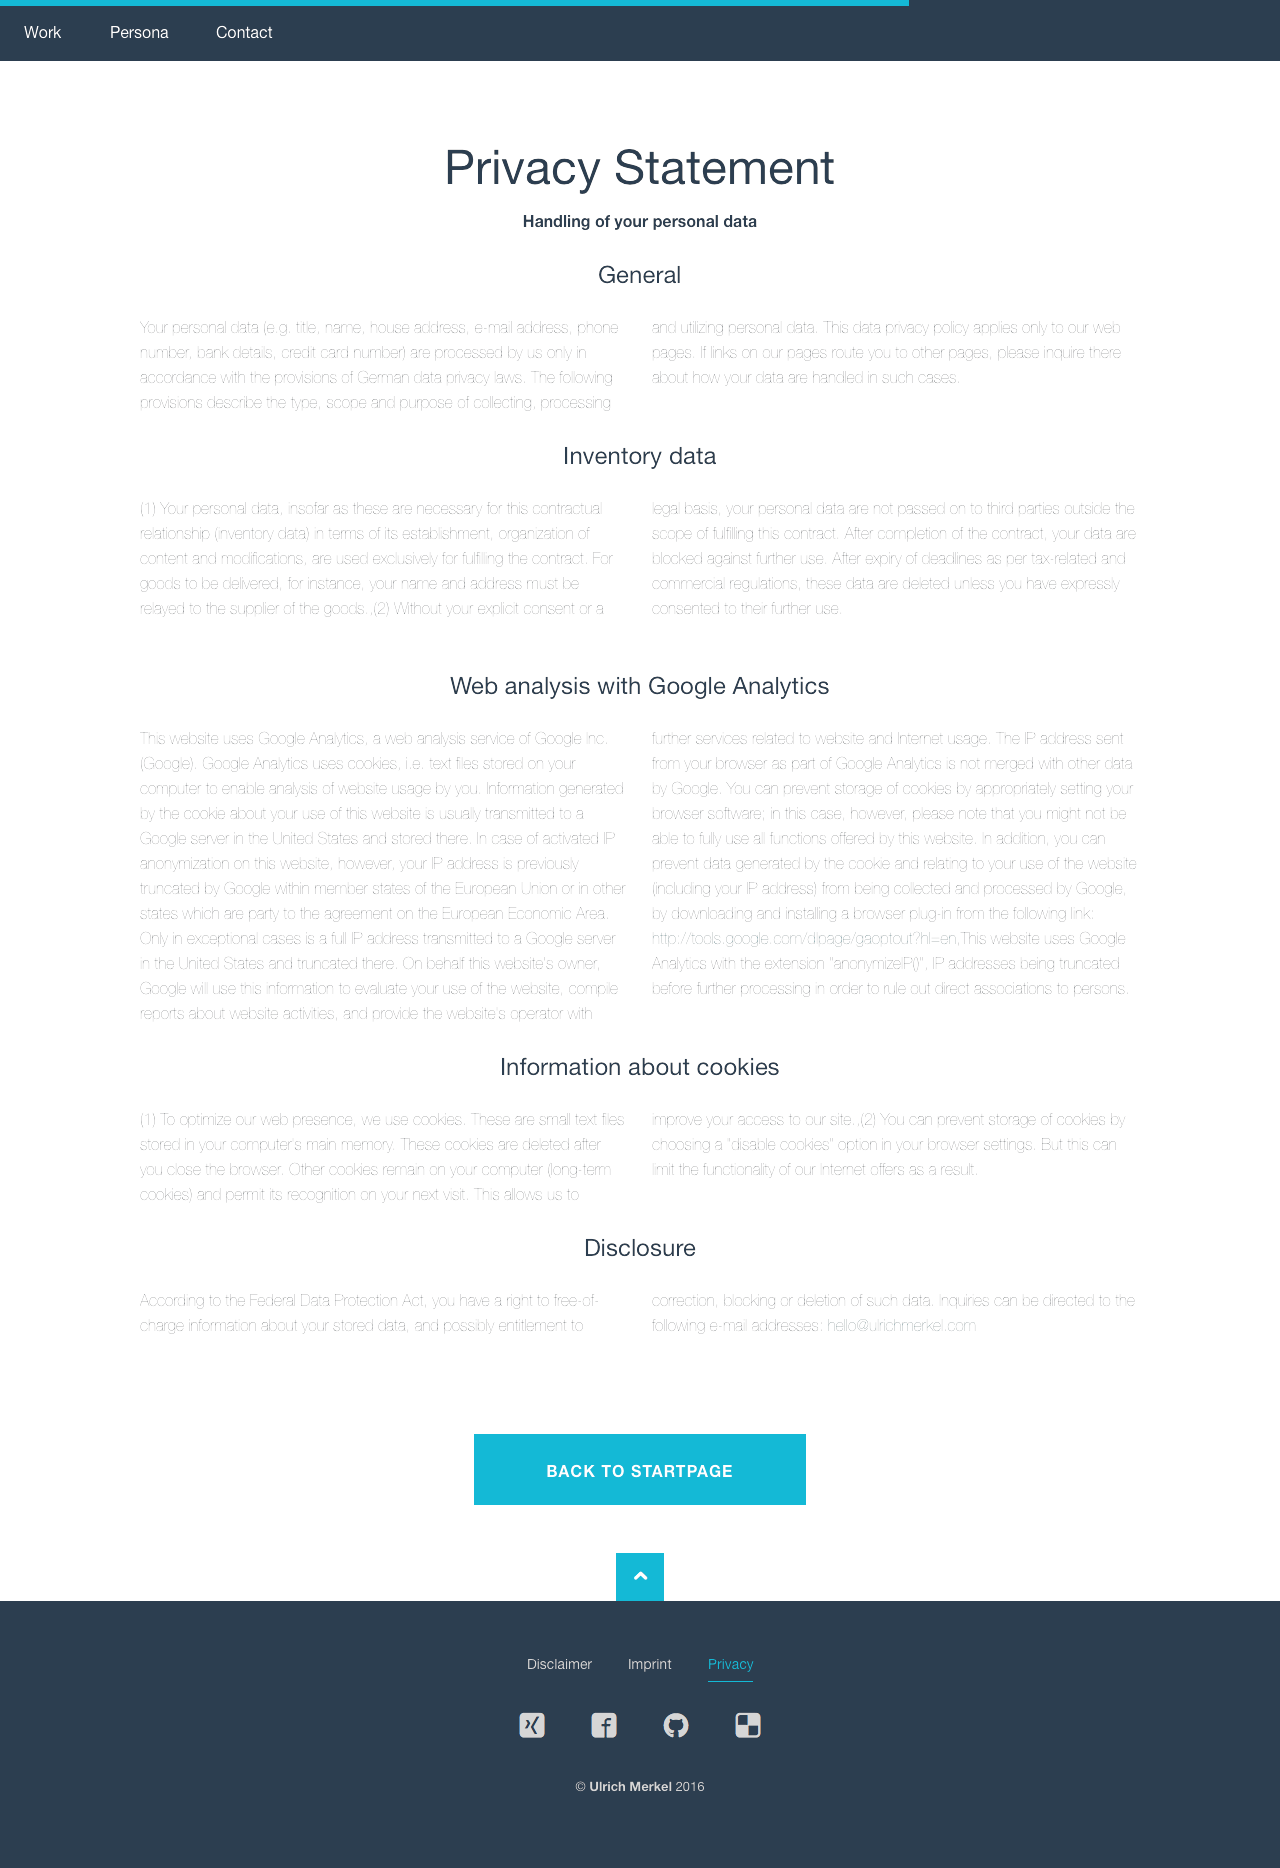 Work
Persona
Contact
Privacy Statement
Handling of your personal data
General
Your personal data (e.g. title, name, house address, e-mail address, phone
number, bank details, credit card number) are processed by us only in
accordance with the provisions of German data privacy laws. The following
provisions describe the type, scope and purpose of collecting, processing
and utilizing personal data. This data privacy policy applies only to our web
pages. If links on our pages route you to other pages, please inquire there
about how your data are handled in such cases.
Inventory data
(1) Your personal data, insofar as these are necessary for this contractual
relationship (inventory data) in terms of its establishment, organization of
content and modifications, are used exclusively for fulfilling the contract. For
goods to be delivered, for instance, your name and address must be
relayed to the supplier of the goods.,(2) Without your explicit consent or a
legal basis, your personal data are not passed on to third parties outside the
scope of fulfilling this contract. After completion of the contract, your data are
blocked against further use. After expiry of deadlines as per tax-related and
commercial regulations, these data are deleted unless you have expressly
consented to their further use.
Web analysis with Google Analytics
This website uses Google Analytics, a web analysis service of Google Inc.
(Google). Google Analytics uses cookies, i.e. text files stored on your
computer to enable analysis of website usage by you. Information generated
by the cookie about your use of this website is usually transmitted to a
Google server in the United States and stored there. In case of activated IP
anonymization on this website, however, your IP address is previously
truncated by Google within member states of the European Union or in other
states which are party to the agreement on the European Economic Area.
Only in exceptional cases is a full IP address transmitted to a Google server
in the United States and truncated there. On behalf this website's owner,
Google will use this information to evaluate your use of the website, compile
reports about website activities, and provide the website's operator with
further services related to website and Internet usage. The IP address sent
from your browser as part of Google Analytics is not merged with other data
by Google. You can prevent storage of cookies by appropriately setting your
browser software; in this case, however, please note that you might not be
able to fully use all functions offered by this website. In addition, you can
prevent data generated by the cookie and relating to your use of the website
(including your IP address) from being collected and processed by Google,
by downloading and installing a browser plug-in from the following link:
http://tools.google.com/dlpage/gaoptout?hl=en,This website uses Google
Analytics with the extension "anonymizeIP()", IP addresses being truncated
before further processing in order to rule out direct associations to persons.
Information about cookies
(1) To optimize our web presence, we use cookies. These are small text files
stored in your computer's main memory. These cookies are deleted after
you close the browser. Other cookies remain on your computer (long-term
cookies) and permit its recognition on your next visit. This allows us to
improve your access to our site.,(2) You can prevent storage of cookies by
choosing a "disable cookies" option in your browser settings. But this can
limit the functionality of our Internet offers as a result.
Disclosure
According to the Federal Data Protection Act, you have a right to free-of-
charge information about your stored data, and possibly entitlement to
correction, blocking or deletion of such data. Inquiries can be directed to the
following e-mail addresses: hello@ulrichmerkel.com
BACK TO STARTPAGE
Disclaimer
Imprint
Privacy
© Ulrich Merkel 2016